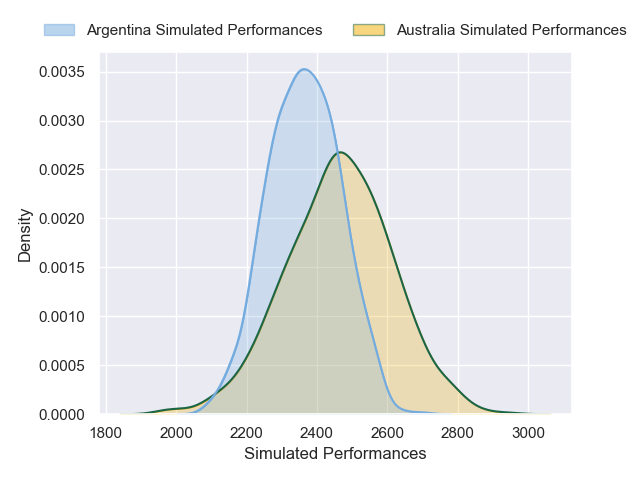 Argentina Simulated Performances Australia Simulated Performances
0.0035
0.0030
0.0025
0.0020
0.0015
0.0010
0.0005
0.0000
Density
1800 2000 2200 2400 2600 2800 3000
Simulated Performances